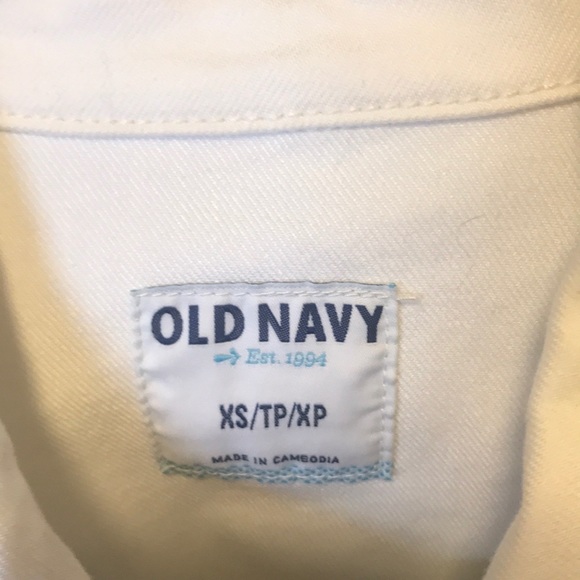 OLD NAVY
Est. 1994
XS/TP/XP
MADE IN CAMBODIA